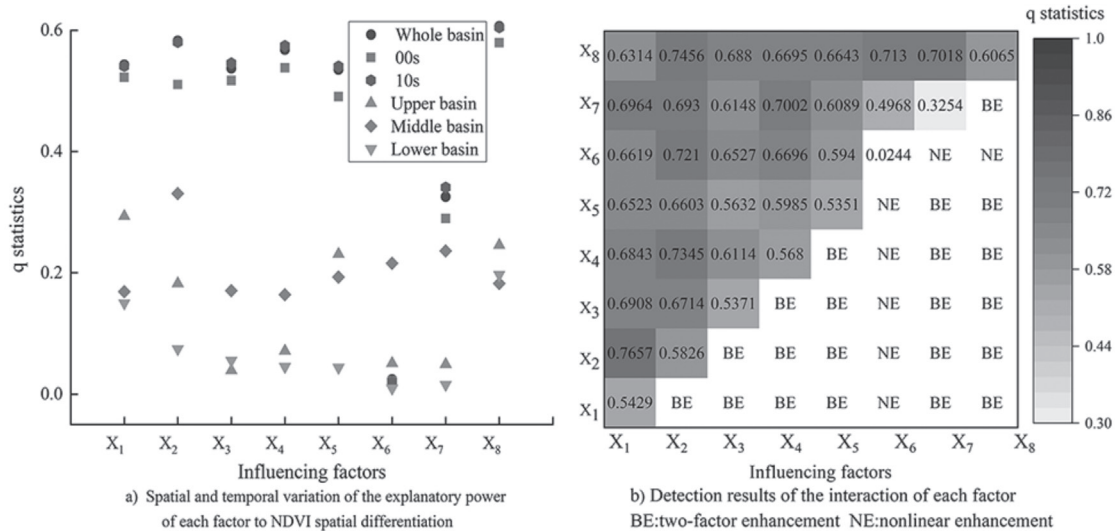 q statistics
0.6
0.4
0.2
0.0
Whole basin
00s
10s
Upper basin
Middle basin
Lower basin
X1 X2 X3 X4 X5 X6 X7 X8
Influencing factors
a) Spatial and temporal variation of the explanatory power
of each factor to NDVI spatial differentiation
q statistics
X8 0.6314 0.7456 0.688 0.6695 0.6643 0.713 0.7018 0.6065
X7 0.6964 0.693 0.6148 0.7002 0.6089 0.4968 0.3254 BE
X6 0.6619 0.721 0.6527 0.6696 0.594 0.0244 NE NE
X5 0.6523 0.6603 0.5632 0.5985 0.5351 NE BE BE
X4 0.6843 0.7345 0.6114 0.568 BE NE BE BE
X3 0.6908 0.6714 0.5371 BE BE NE BE BE
X2 0.7657 0.5826 BE BE BE NE BE BE
X1 0.5429 BE BE BE BE NE BE BE
X1 X2 X3 X4 X5 X6 X7 X8
1.0
0.86
0.72
0.58
0.44
0.30
Influencing factors
b) Detection results of the interaction of each factor
BE:two-factor enhancement NE:nonlinear enhancement